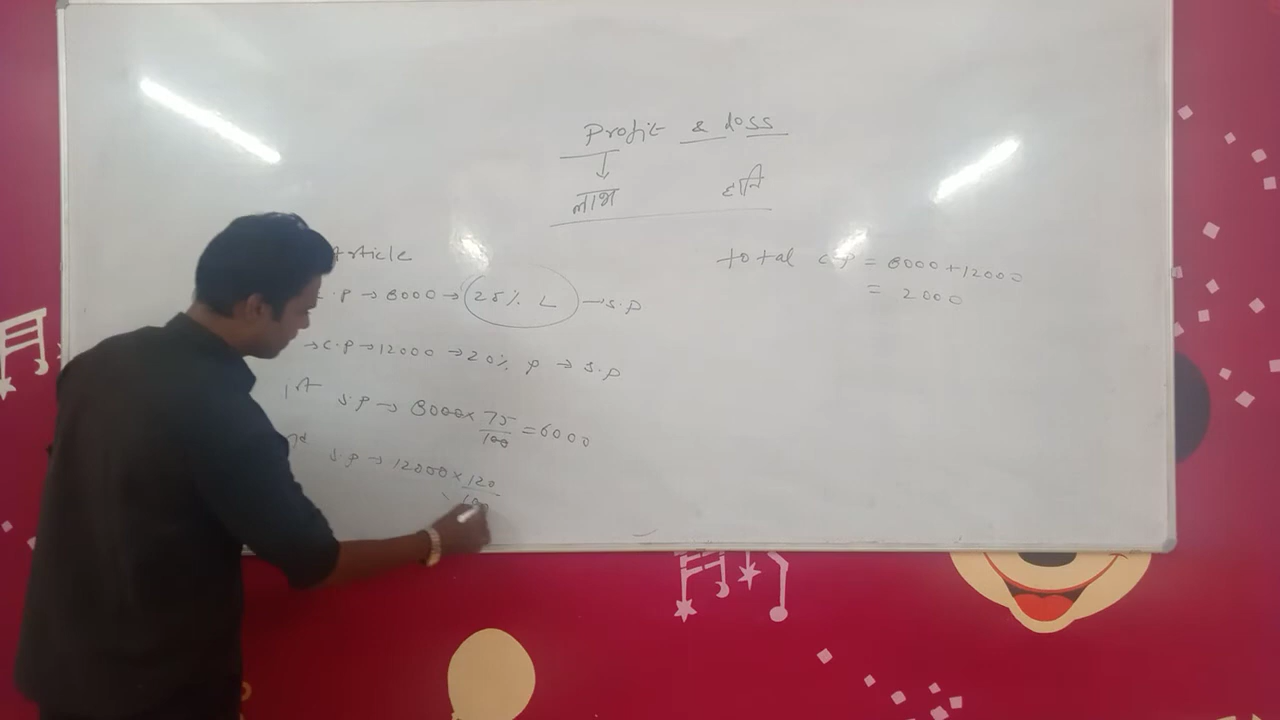 Profit & Loss
↓
लाभ हानि
Article
C.P → 8000 → 25% L → S.P
→ C.P → 12000 → 20% P → S.P
1st S.P → 8000 × 75/100 = 6000
S.P → 12000 × 120/100
total C.P = 8000 + 12000
= 2000